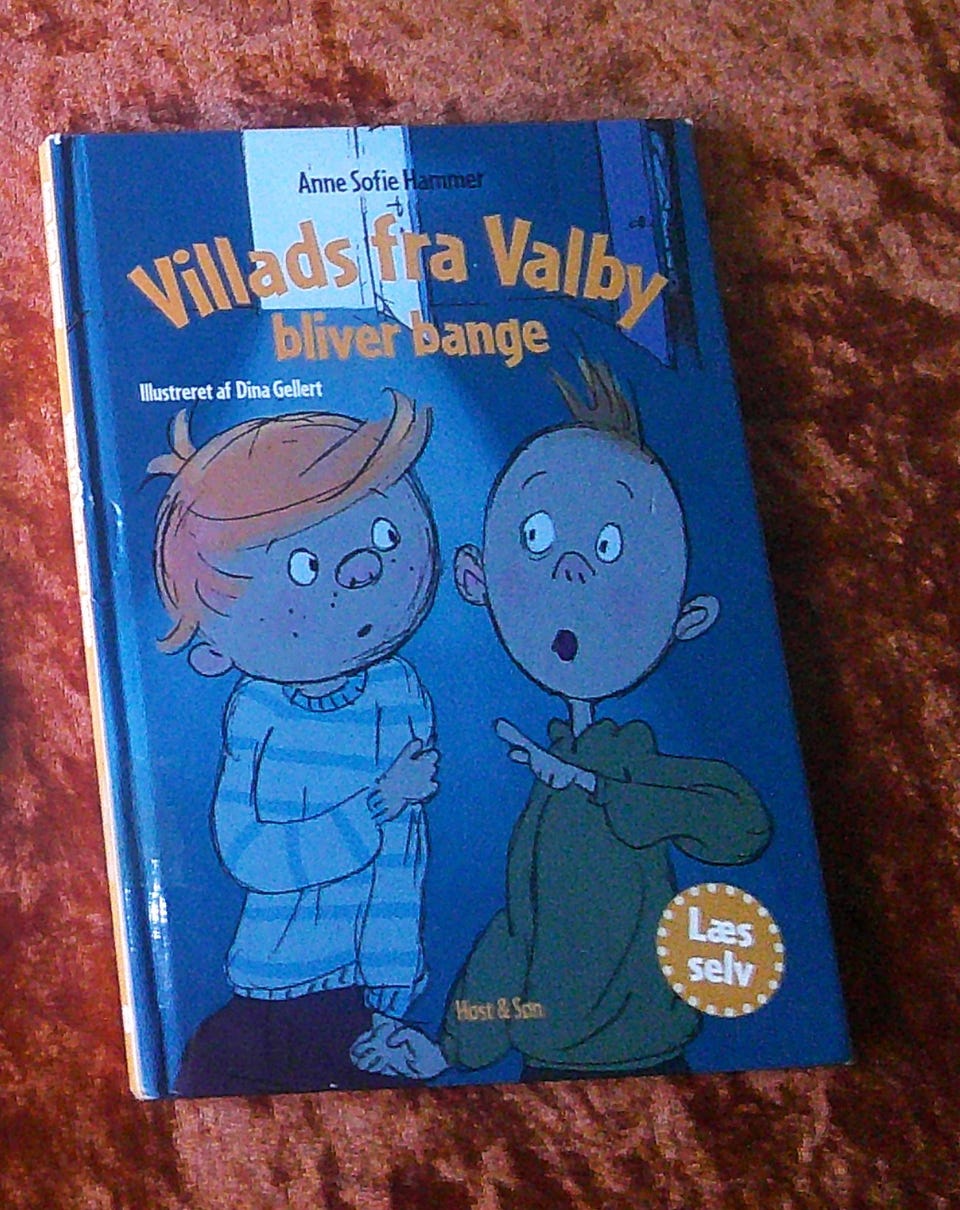 Anne Sofie Hammer
Villads fra Valby
bliver bange
Illustreret af Dina Gellert
Læs
selv
Høst & Søn